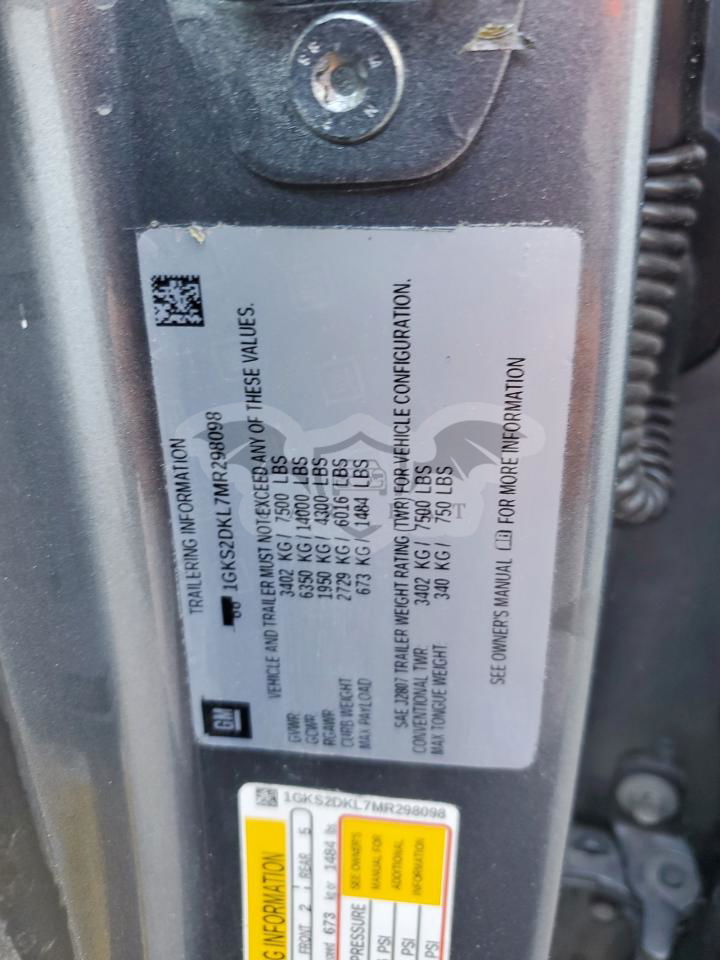 TRAILERING INFORMATION
GM
1GKS2DKL7MR298098
VEHICLE AND TRAILER MUST NOT EXCEED ANY OF THESE VALUES.
GVWR 3402 KG / 7500 LBS
GCWR 6350 KG / 14000 LBS
RGAWR 1950 KG / 4300 LBS
CURB WEIGHT 2729 KG / 6016 LBS
MAX PAYLOAD 673 KG / 1484 LBS
SAE J2807 TRAILER WEIGHT RATING (TWR) FOR VEHICLE CONFIGURATION.
CONVENTIONAL TWR: 3402 KG / 7500 LBS
MAX TONGUE WEIGHT: 340 KG / 750 LBS
SEE OWNER'S MANUAL FOR MORE INFORMATION
1GKS2DKL7MR298098
G INFORMATION
FRONT 2 REAR 5
673 kg or 1484 lbs
PRESSURE
SEE OWNER'S
MANUAL FOR
ADDITIONAL
INFORMATION
PSI
PSI
PSI